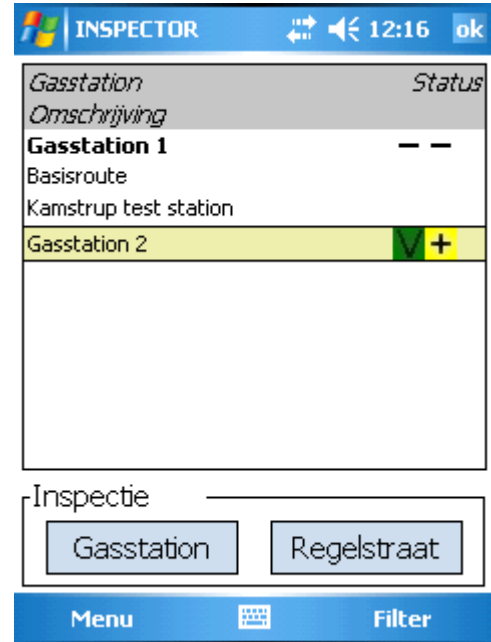 INSPECTOR 12:16 ok
Gasstation Status
Omschrijving
Gasstation 1 – –
Basisroute
Kamstrup test station
Gasstation 2 V +
Inspectie
Gasstation Regelstraat
Menu Filter